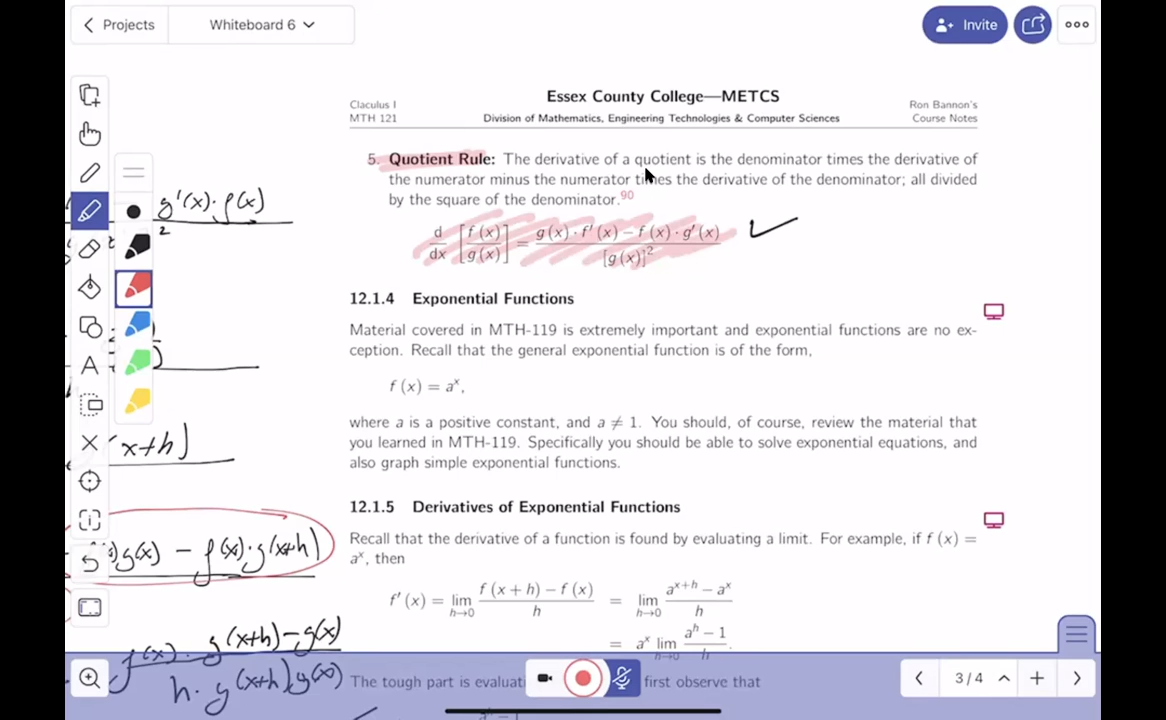 Projects
Whiteboard 6
Invite
Claculus I
MTH 121
Essex County College—METCS
Division of Mathematics, Engineering Technologies & Computer Sciences
Ron Bannon's
Course Notes
5. Quotient Rule: The derivative of a quotient is the denominator times the derivative of
the numerator minus the numerator times the derivative of the denominator; all divided
by the square of the denominator.90
d/dx [f(x)/g(x)] = g(x) · f′(x) − f(x) · g′(x) / [g(x)]²
12.1.4 Exponential Functions
Material covered in MTH-119 is extremely important and exponential functions are no ex-
ception. Recall that the general exponential function is of the form,
f (x) = aˣ,
where a is a positive constant, and a ≠ 1. You should, of course, review the material that
you learned in MTH-119. Specifically you should be able to solve exponential equations, and
also graph simple exponential functions.
12.1.5 Derivatives of Exponential Functions
Recall that the derivative of a function is found by evaluating a limit. For example, if f (x) =
aˣ, then
f′ (x) = lim h→0 f (x + h) − f (x) / h = lim h→0 aˣ⁺ʰ − aˣ / h
= aˣ lim h→0 aʰ − 1 / h.
The tough part is evaluati
first observe that
g'(x)·f(x)
2
x+h)
g(x) − f(x)·g(x+h)
f(x) · g(x+h)−g(x)
h· g(x+h)g(x)
A
3/4